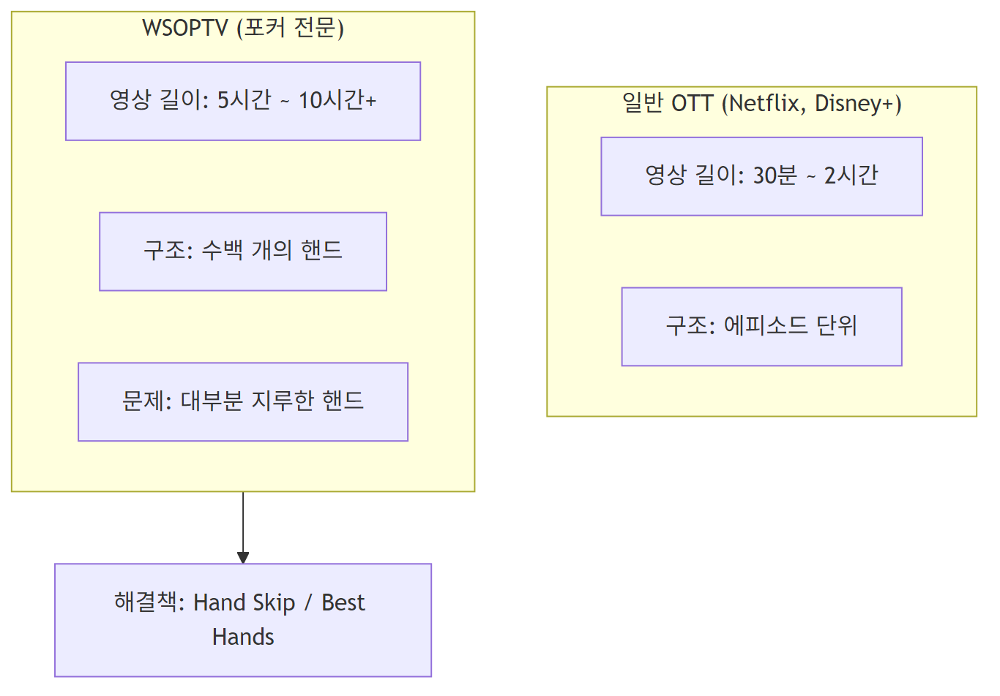 WSOPTV (포커 전문)
영상 길이: 5시간 ~ 10시간+
구조: 수백 개의 핸드
문제: 대부분 지루한 핸드
해결책: Hand Skip / Best
Hands
일반 OTT (Netflix, Disney+)
영상 길이: 30분 ~ 2시간
구조: 에피소드 단위